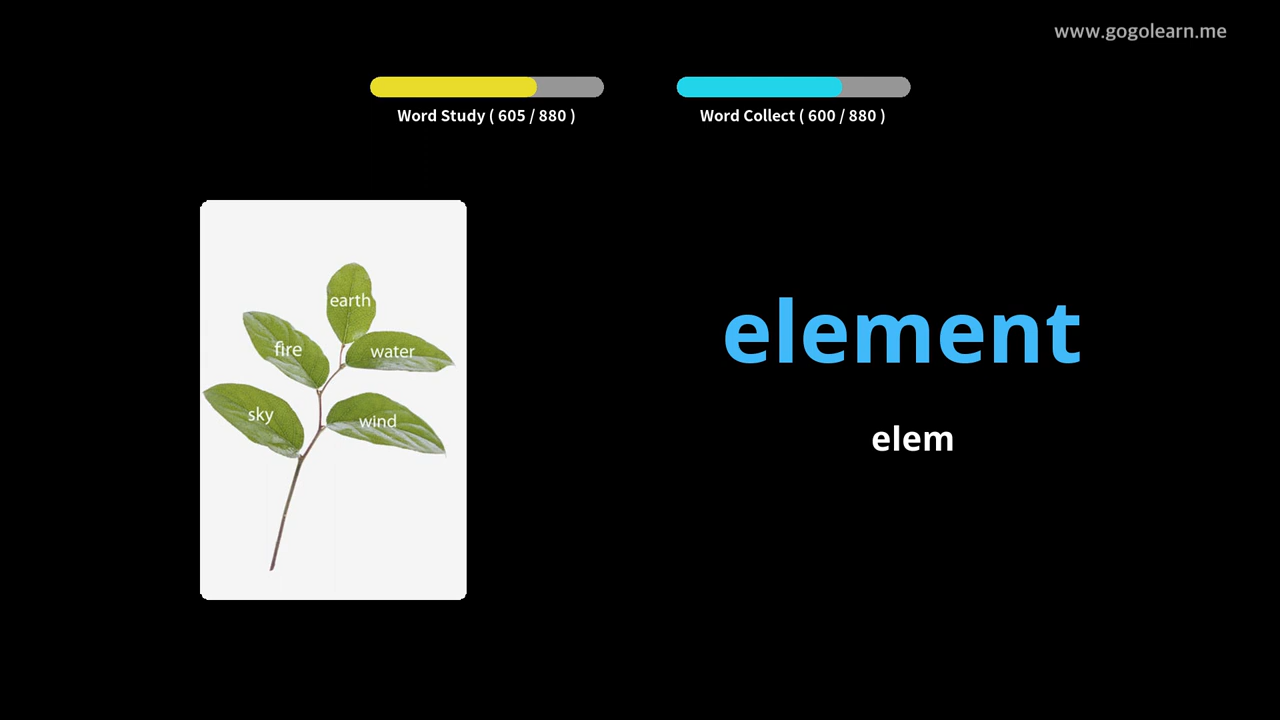 www.gogolearn.me
Word Study ( 605 / 880 )
Word Collect ( 600 / 880 )
earth
fire
water
sky
wind
element
elem